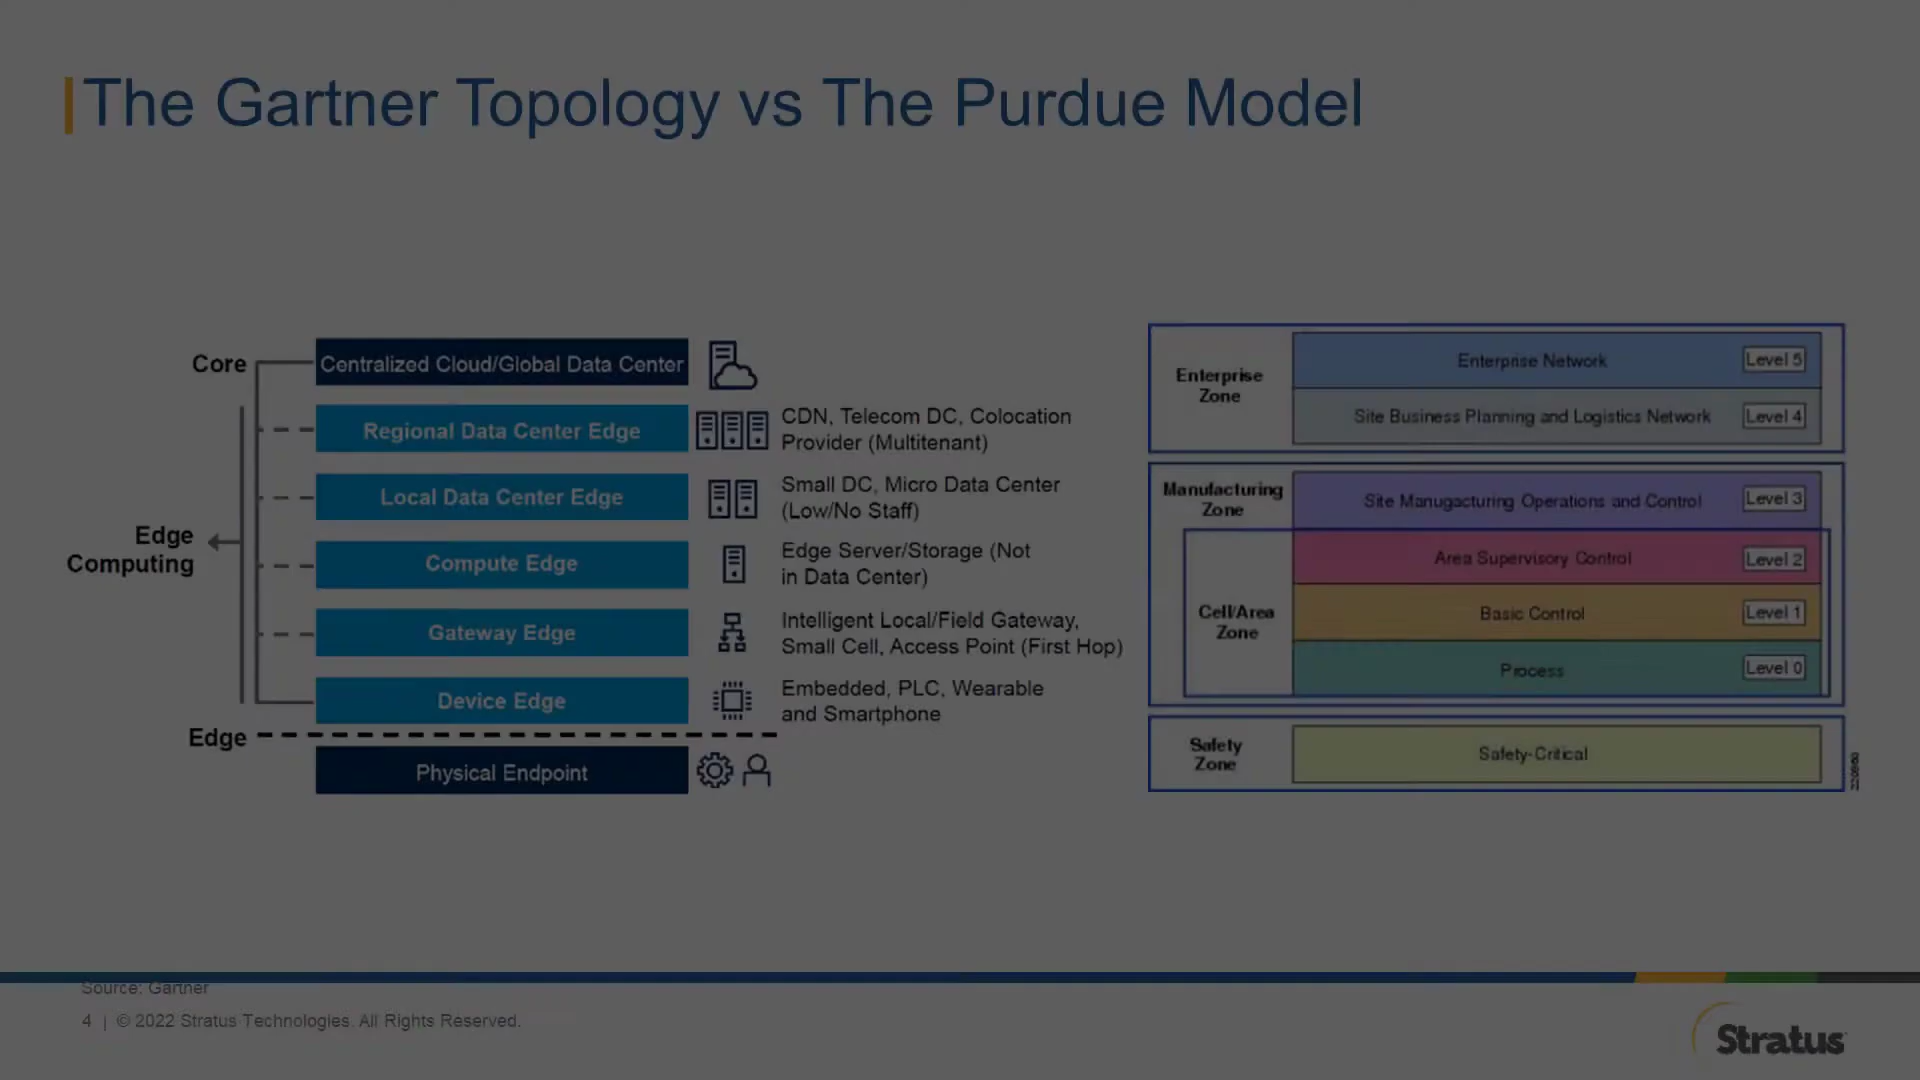 The Gartner Topology vs The Purdue Model
Core
Centralized Cloud/Global Data Center
Regional Data Center Edge
CDN, Telecom DC, Colocation
Provider (Multitenant)
Local Data Center Edge
Small DC, Micro Data Center
(Low/No Staff)
Edge
Computing
Compute Edge
Edge Server/Storage (Not
in Data Center)
Gateway Edge
Intelligent Local/Field Gateway,
Small Cell, Access Point (First Hop)
Device Edge
Embedded, PLC, Wearable
and Smartphone
Edge
Physical Endpoint
Enterprise
Zone
Enterprise Network
Level 5
Site Business Planning and Logistics Network
Level 4
Manufacturing
Zone
Site Manugacturing Operations and Control
Level 3
Cell/Area
Zone
Area Supervisory Control
Level 2
Basic Control
Level 1
Process
Level 0
Safety
Zone
Safety-Critical
Source: Gartner
4 | © 2022 Stratus Technologies. All Rights Reserved.
Stratus